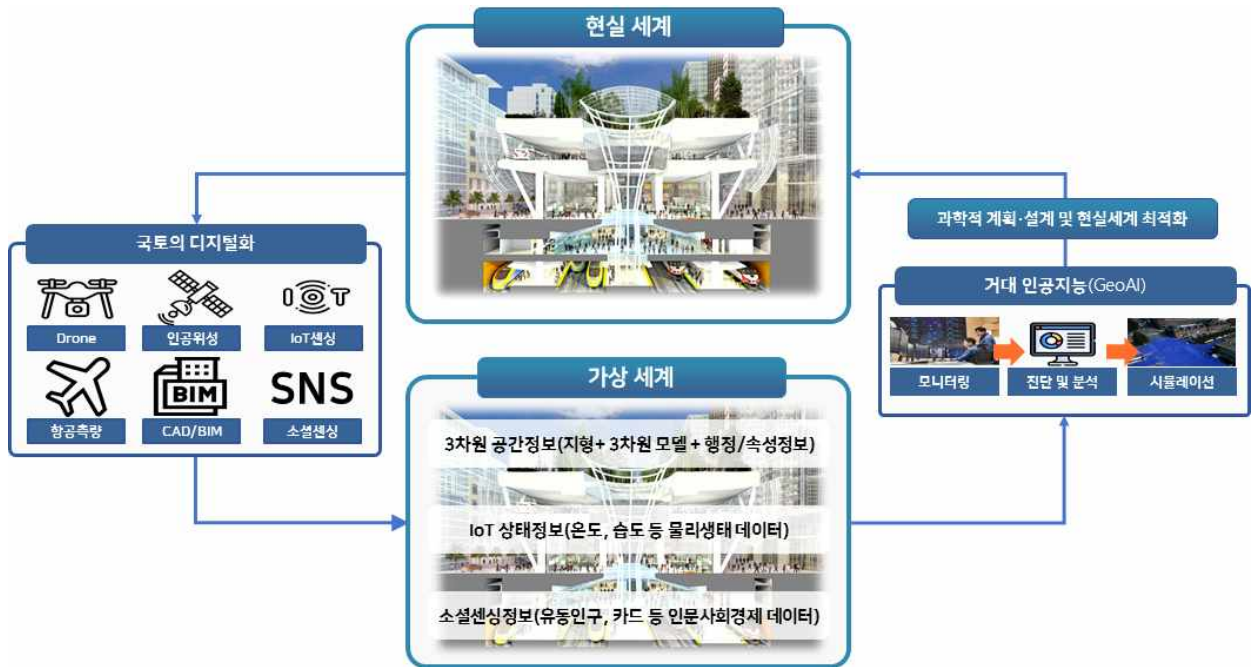 현실 세계
국토의 디지털화
Drone
인공위성
IoT센싱
IOT
BIM
SNS
항공측량
CAD/BIM
소셜센싱
가상 세계
3차원 공간정보(지형+ 3차원 모델 + 행정/속성정보)
IoT 상태정보(온도, 습도 등 물리생태 데이터)
소셜센싱정보(유동인구, 카드 등 인문사회경제 데이터)
과학적 계획·설계 및 현실세계 최적화
거대 인공지능(GeoAI)
모니터링
진단 및 분석
시뮬레이션